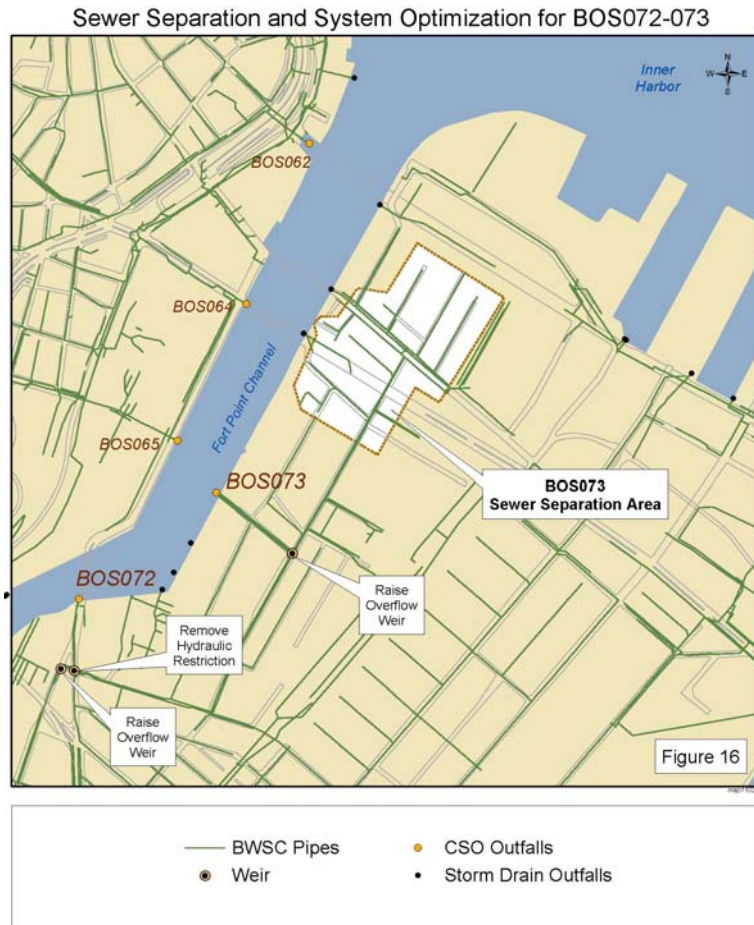 Sewer Separation and System Optimization for BOS072-073
N
W E
S
Inner
Harbor
BOS062
BOS064
Fort Point Channel
BOS065
BOS073
BOS073
Sewer Separation Area
BOS072
Raise
Overflow
Weir
Remove
Hydraulic
Restriction
Raise
Overflow
Weir
Figure 16
BWSC Pipes
CSO Outfalls
Weir
Storm Drain Outfalls